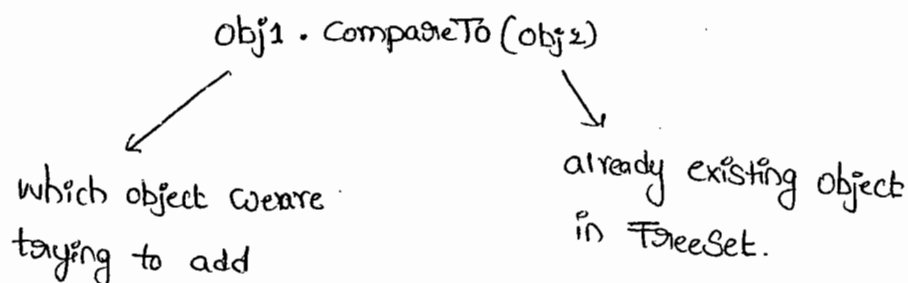 obj1 . CompareTo (obj2)
which object weare
trying to add
already existing object
in TreeSet.